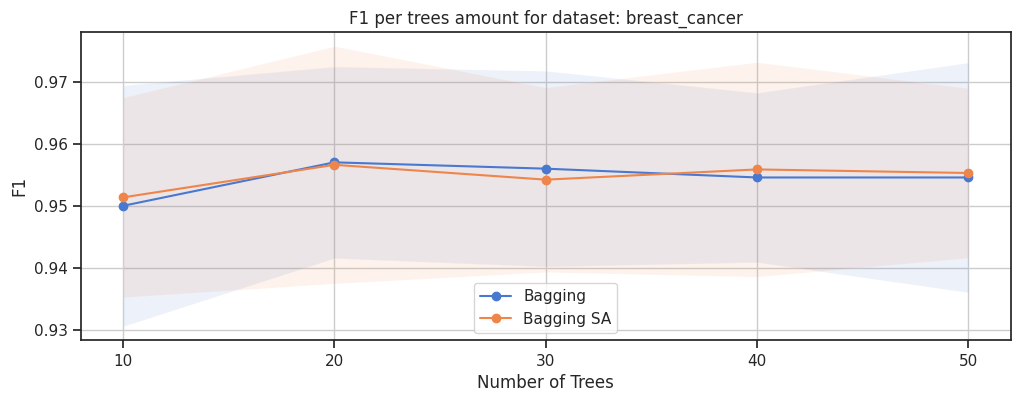 F1 per trees amount for dataset: breast_cancer
0.97
0.96
0.95
0.94
0.93
F1
Bagging
Bagging SA
10 20 30 40 50
Number of Trees